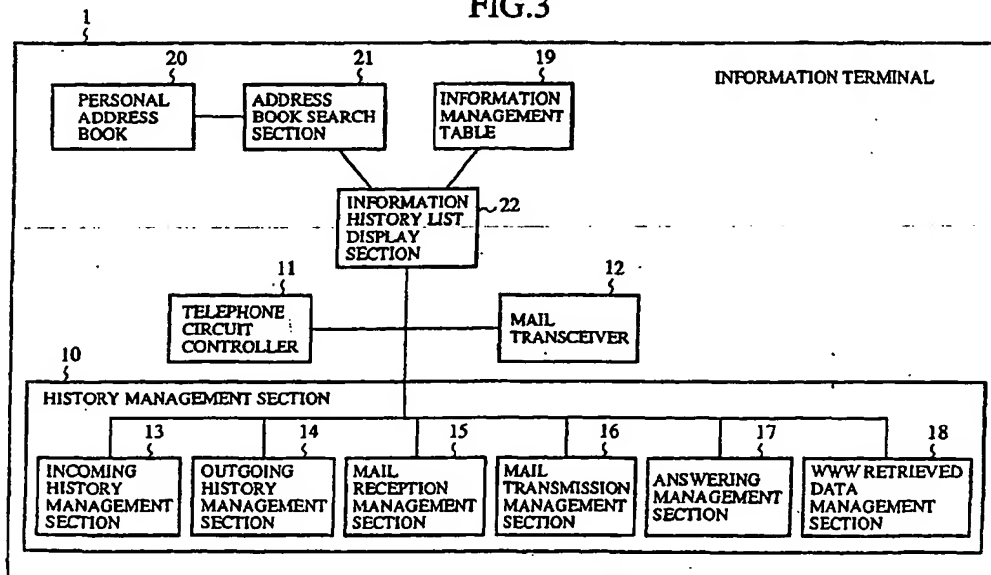 FIG.3
1
20
21
19
INFORMATION TERMINAL
PERSONAL
ADDRESS
BOOK
ADDRESS
BOOK SEARCH
SECTION
INFORMATION
MANAGEMENT
TABLE
INFORMATION
HISTORY LIST
DISPLAY
SECTION
22
11
12
TELEPHONE
CIRCUIT
CONTROLLER
MAIL
TRANSCEIVER
10
HISTORY MANAGEMENT SECTION
13
14
15
16
17
18
INCOMING
HISTORY
MANAGEMENT
SECTION
OUTGOING
HISTORY
MANAGEMENT
SECTION
MAIL
RECEPTION
MANAGEMENT
SECTION
MAIL
TRANSMISSION
MANAGEMENT
SECTION
ANSWERING
MANAGEMENT
SECTION
WWW RETRIEVED
DATA
MANAGEMENT
SECTION